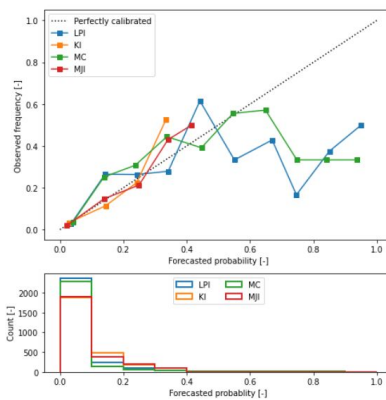 Perfectly calibrated
LPI
KI
MC
MJI
Observed frequency [-]
1.0
0.8
0.6
0.4
0.2
0.0
0.0 0.2 0.4 0.6 0.8 1.0
Forecasted probability [-]
LPI MC
KI MJI
Count [-]
2000
1500
1000
500
0
0.0 0.2 0.4 0.6 0.8 1.0
Forecasted probablity [-]